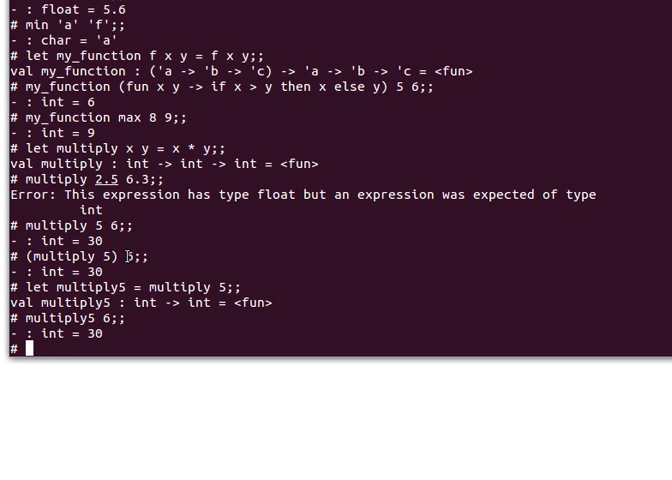 - : float = 5.6
# min 'a' 'f';;
- : char = 'a'
# let my_function f x y = f x y;;
val my_function : ('a -> 'b -> 'c) -> 'a -> 'b -> 'c = <fun>
# my_function (fun x y -> if x > y then x else y) 5 6;;
- : int = 6
# my_function max 8 9;;
- : int = 9
# let multiply x y = x * y;;
val multiply : int -> int -> int = <fun>
# multiply 2.5 6.3;;
Error: This expression has type float but an expression was expected of type
int
# multiply 5 6;;
- : int = 30
# (multiply 5) 6;;
- : int = 30
# let multiply5 = multiply 5;;
val multiply5 : int -> int = <fun>
# multiply5 6;;
- : int = 30
#